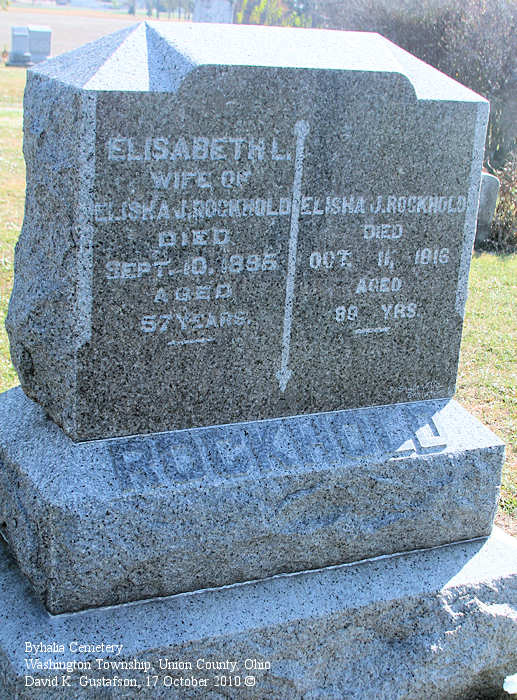 ELISABETH L.
WIFE OF
ELISHA J. ROCKHOLD
DIED
SEPT. 10, 1895
AGED
57 YEARS.
ELISHA J. ROCKHOLD
DIED
OCT. 11, 1916
AGED
89 YRS.
ROCKHOLD
Byhalia Cemetery
Washington Township, Union County, Ohio
David K. Gustafson, 17 October 2010 ©